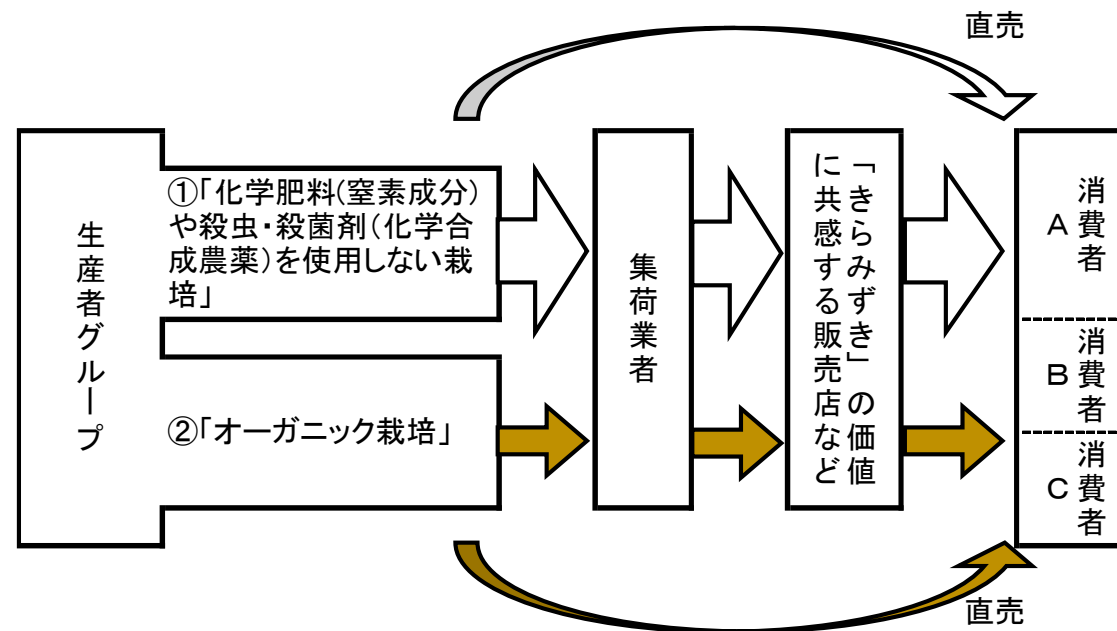 直売
生産者グループ
①「化学肥料(窒素成分)
や殺虫・殺菌剤(化学合
成農薬)を使用しない栽
培」
②「オーガニック栽培」
集荷業者
「きらみずき」の価値
に共感する販売店など
消費者
A
消費者
B
消費者
C
直売